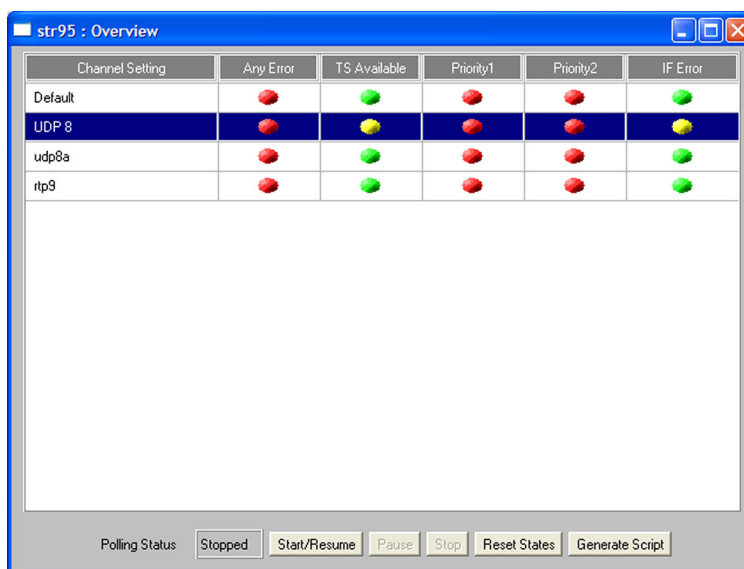 str95 : Overview
Channel Setting Any Error TS Available Priority1 Priority2 IF Error
Default
UDP 8
udp8a
rtp9
Polling Status Stopped Start/Resume Pause Stop Reset States Generate Script